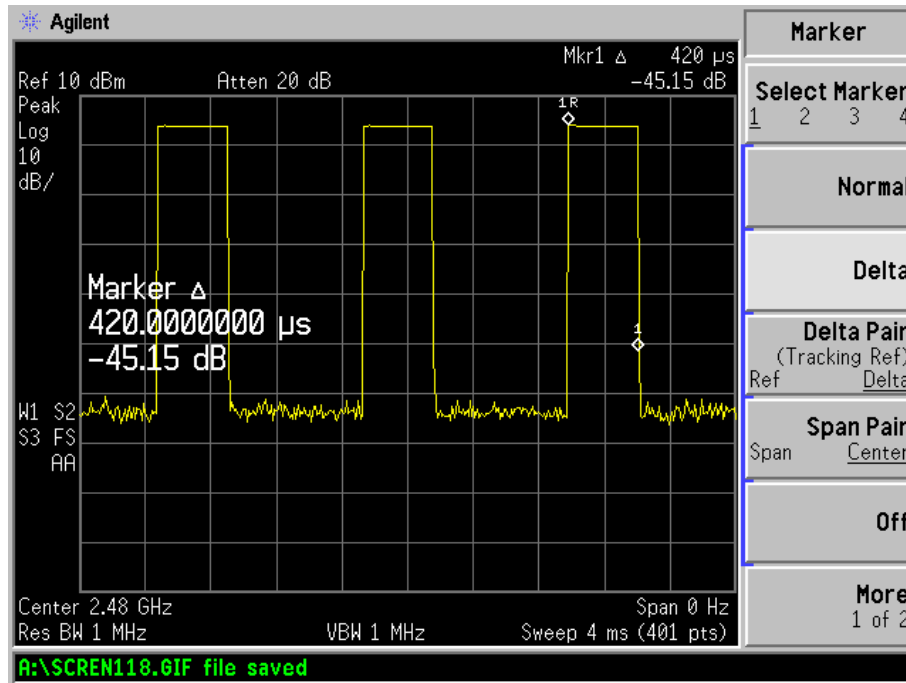 Agilent
Mkr1 Δ 420 µs
Ref 10 dBm Atten 20 dB -45.15 dB
Peak
Log
10
dB/
1R
Marker Δ
420.0000000 µs
-45.15 dB
1
W1 S2
S3 FS
AA
Center 2.48 GHz Span 0 Hz
Res BW 1 MHz VBW 1 MHz Sweep 4 ms (401 pts)
A:\SCREN118.GIF file saved
Marker
Select Marker
1 2 3 4
Normal
Delta
Delta Pair
(Tracking Ref)
Ref Delta
Span Pair
Span Center
Off
More
1 of 2